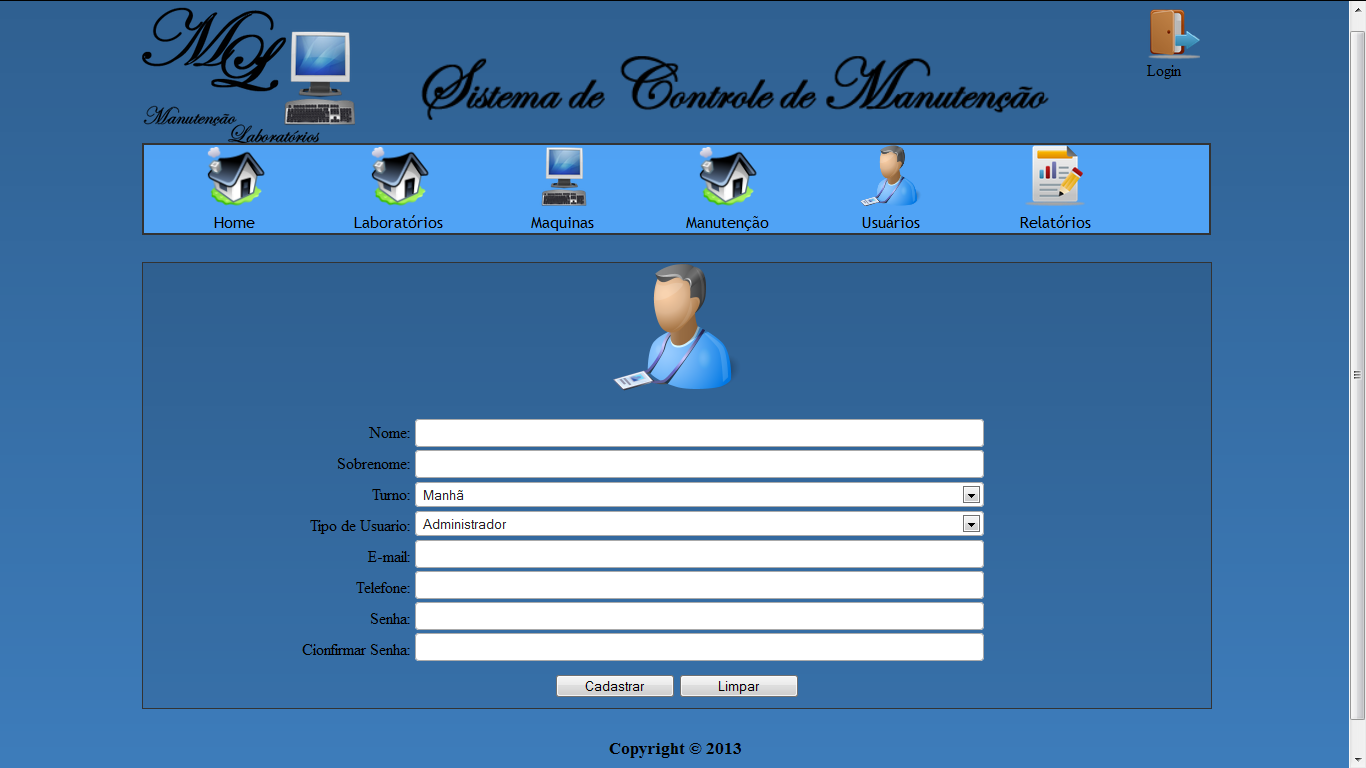 ML
Manutenção
Laboratórios
Sistema de Controle de Manutenção
Login
Home
Laboratórios
Maquinas
Manutenção
Usuários
Relatórios
Nome:
Sobrenome:
Turno: Manhã
Tipo de Usuario: Administrador
E-mail:
Telefone:
Senha:
Cionfirmar Senha:
Cadastrar Limpar
Copyright © 2013